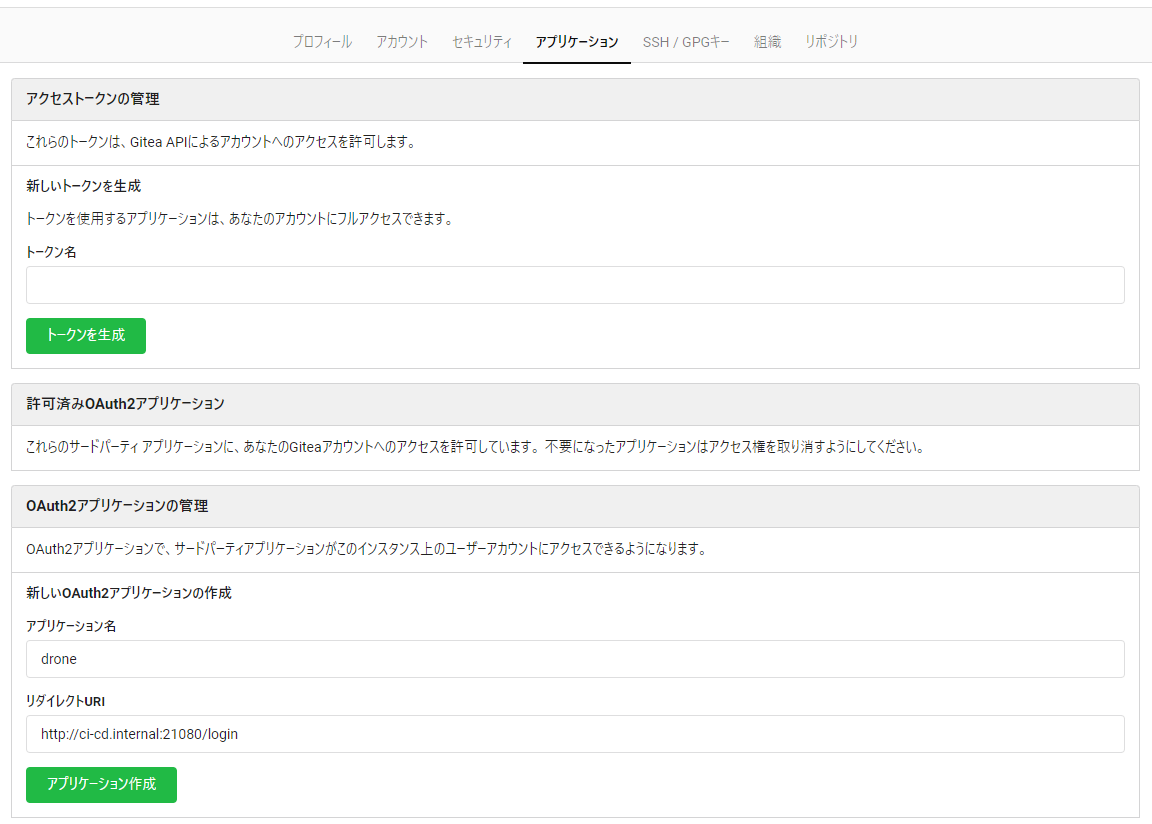 プロフィール アカウント セキュリティ アプリケーション SSH / GPGキー 組織 リポジトリ
アクセストークンの管理
これらのトークンは、Gitea APIによるアカウントへのアクセスを許可します。
新しいトークンを生成
トークンを使用するアプリケーションは、あなたのアカウントにフルアクセスできます。
トークン名
トークンを生成
許可済みOAuth2アプリケーション
これらのサードパーティ アプリケーションに、あなたのGiteaアカウントへのアクセスを許可しています。 不要になったアプリケーションはアクセス権を取り消すようにしてください。
OAuth2アプリケーションの管理
OAuth2アプリケーションで、サードパーティアプリケーションがこのインスタンス上のユーザーアカウントにアクセスできるようになります。
新しいOAuth2アプリケーションの作成
アプリケーション名
drone
リダイレクトURI
http://ci-cd.internal:21080/login
アプリケーション作成